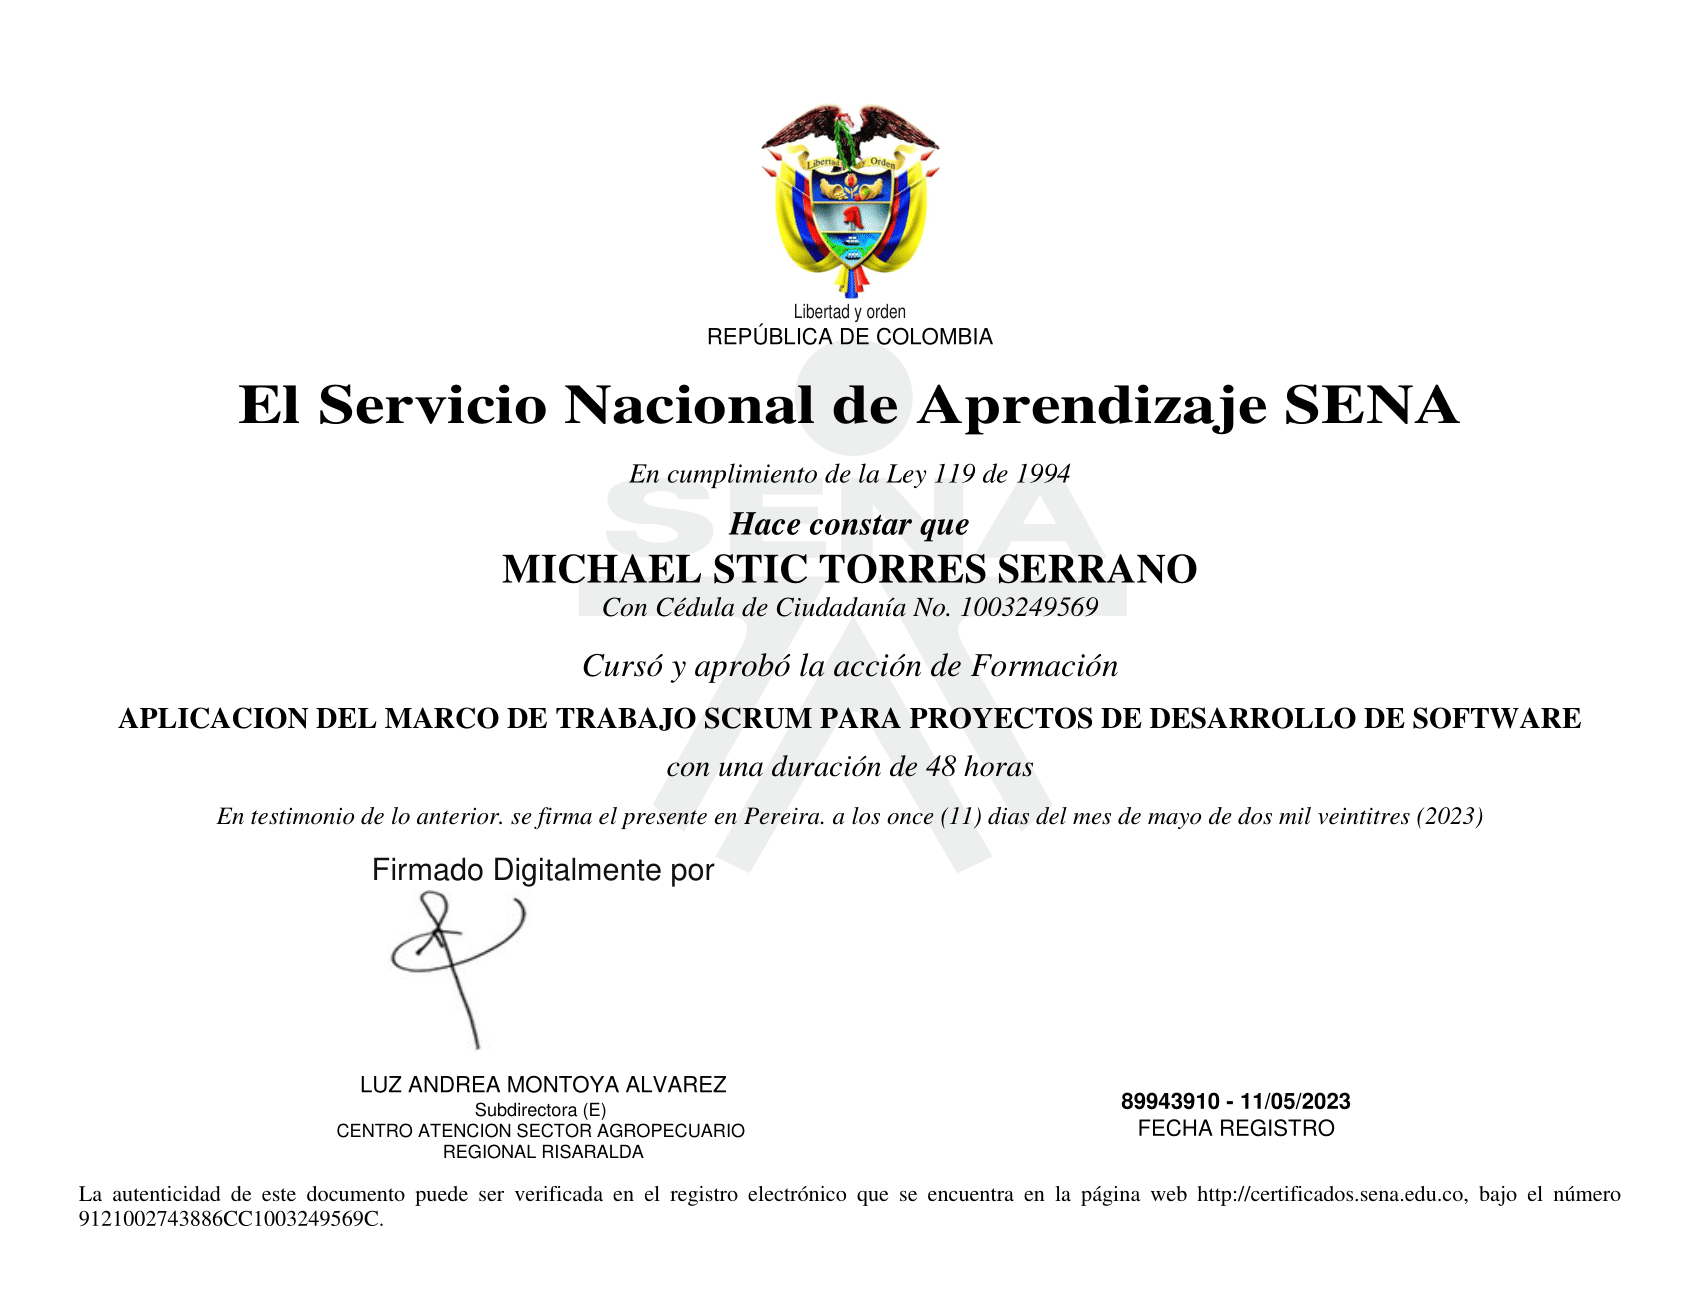 Libertad y Orden
Libertad y orden
REPÚBLICA DE COLOMBIA
El Servicio Nacional de Aprendizaje SENA
En cumplimiento de la Ley 119 de 1994
SENA
Hace constar que
MICHAEL STIC TORRES SERRANO
Con Cédula de Ciudadanía No. 1003249569
Cursó y aprobó la acción de Formación
APLICACION DEL MARCO DE TRABAJO SCRUM PARA PROYECTOS DE DESARROLLO DE SOFTWARE
con una duración de 48 horas
En testimonio de lo anterior. se firma el presente en Pereira. a los once (11) dias del mes de mayo de dos mil veintitres (2023)
Firmado Digitalmente por
LUZ ANDREA MONTOYA ALVAREZ
Subdirectora (E)
CENTRO ATENCION SECTOR AGROPECUARIO
REGIONAL RISARALDA
89943910 - 11/05/2023
FECHA REGISTRO
La autenticidad de este documento puede ser verificada en el registro electrónico que se encuentra en la página web http://certificados.sena.edu.co, bajo el número
9121002743886CC1003249569C.